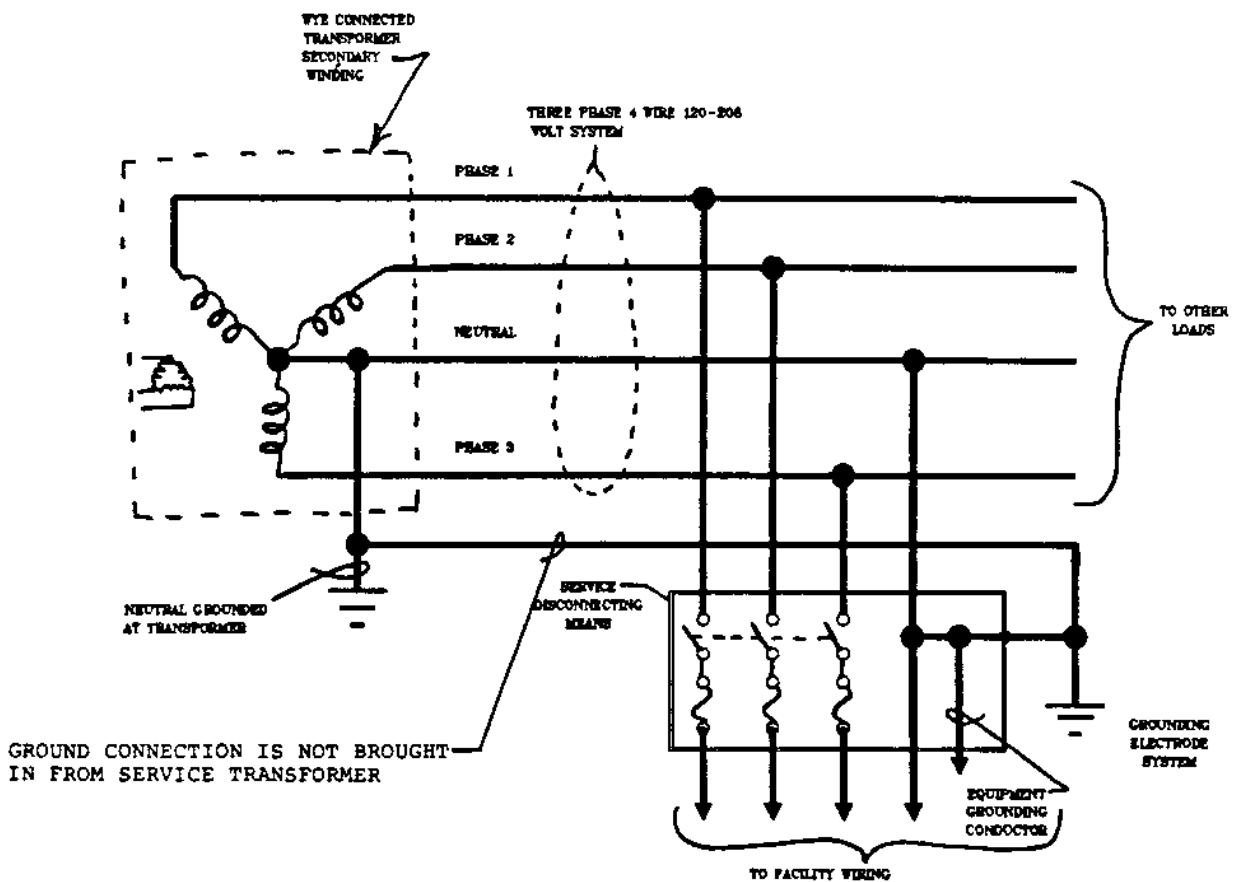 WYE CONNECTED
TRANSFORMER
SECONDARY
WINDING
THREE PHASE 4 WIRE 120-208
VOLT SYSTEM
PHASE 1
PHASE 2
NEUTRAL
PHASE 3
TO OTHER
LOADS
NEUTRAL GROUNDED
AT TRANSFORMER
SERVICE
DISCONNECTING
MEANS
GROUND CONNECTION IS NOT BROUGHT
IN FROM SERVICE TRANSFORMER
GROUNDING
ELECTRODE
SYSTEM
EQUIPMENT
GROUNDING
CONDUCTOR
TO FACILITY WIRING